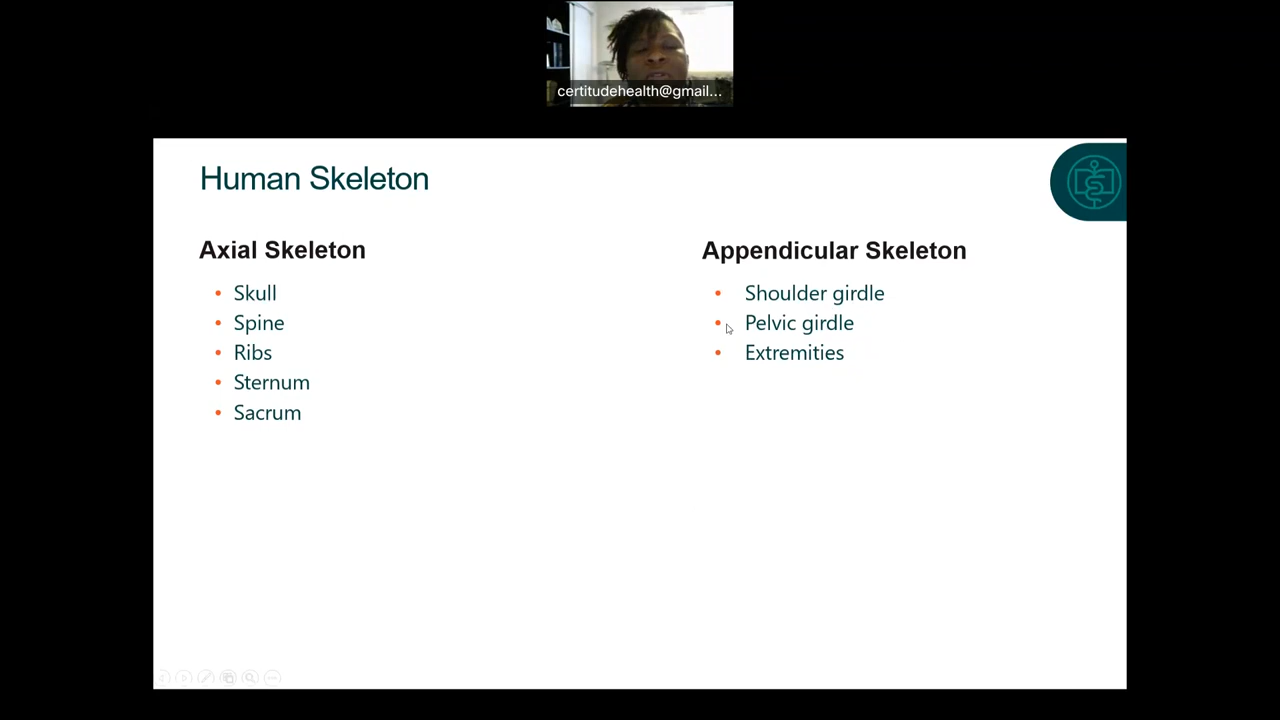 certitudehealth@gmail...
Human Skeleton
Axial Skeleton
• Skull
• Spine
• Ribs
• Sternum
• Sacrum
Appendicular Skeleton
• Shoulder girdle
• Pelvic girdle
• Extremities